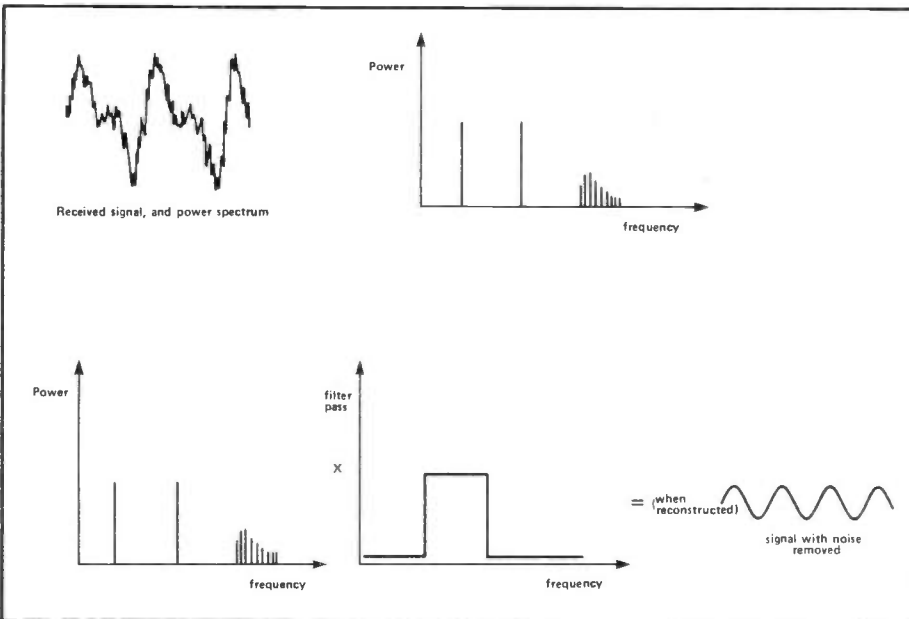 Power
Received signal, and power spectrum
frequency
Power
filter
pass
X
= (when
reconstructed)
signal with noise
removed
frequency
frequency